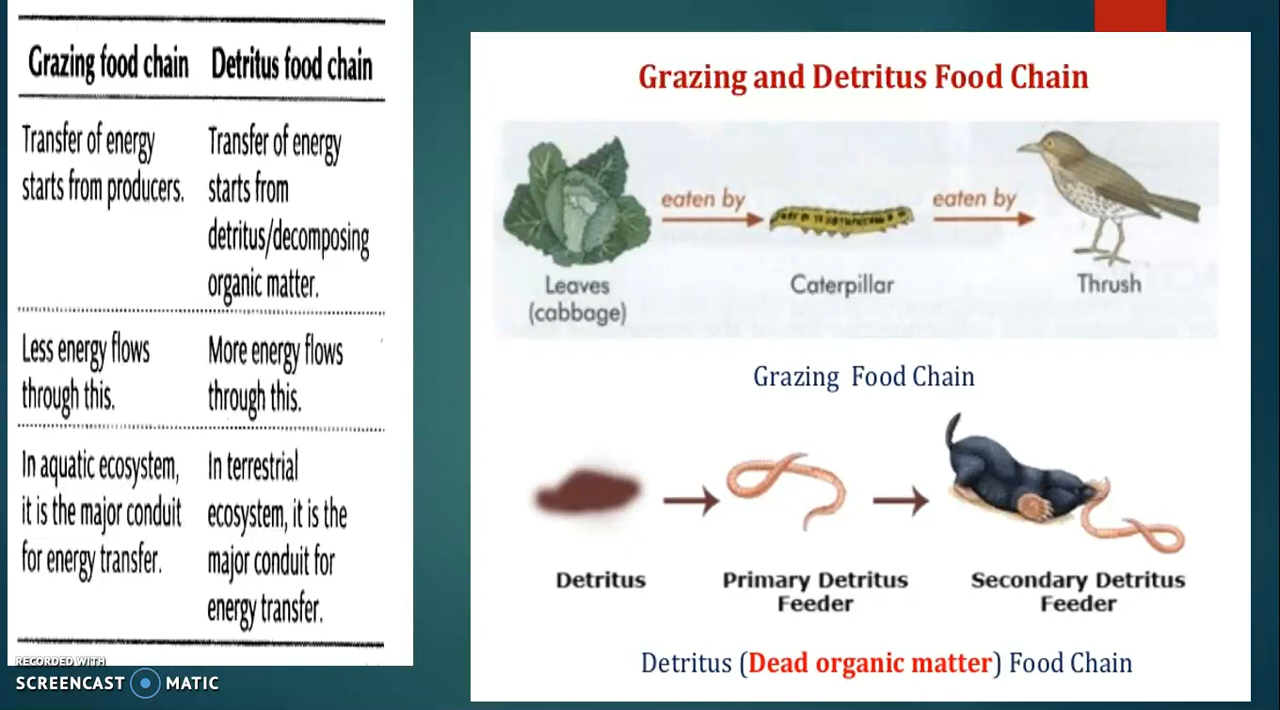 Grazing food chain
Detritus food chain
Transfer of energy
starts from producers.
Transfer of energy
starts from
detritus/decomposing
organic matter.
Less energy flows
through this.
More energy flows
through this.
In aquatic ecosystem,
it is the major conduit
for energy transfer.
In terrestrial
ecosystem, it is the
major conduit for
energy transfer.
RECORDED WITH
SCREENCAST MATIC
Grazing and Detritus Food Chain
eaten by
eaten by
Leaves
(cabbage)
Caterpillar
Thrush
Grazing Food Chain
Detritus
Primary Detritus
Feeder
Secondary Detritus
Feeder
Detritus (Dead organic matter) Food Chain